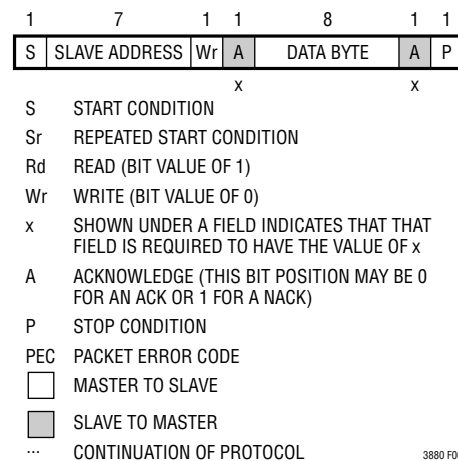 1 7 1 1 8 1 1
S SLAVE ADDRESS Wr A DATA BYTE A P
x x
S START CONDITION
Sr REPEATED START CONDITION
Rd READ (BIT VALUE OF 1)
Wr WRITE (BIT VALUE OF 0)
x SHOWN UNDER A FIELD INDICATES THAT THAT
FIELD IS REQUIRED TO HAVE THE VALUE OF x
A ACKNOWLEDGE (THIS BIT POSITION MAY BE 0
FOR AN ACK OR 1 FOR A NACK)
P STOP CONDITION
PEC PACKET ERROR CODE
MASTER TO SLAVE
SLAVE TO MASTER
... CONTINUATION OF PROTOCOL
3880 F0